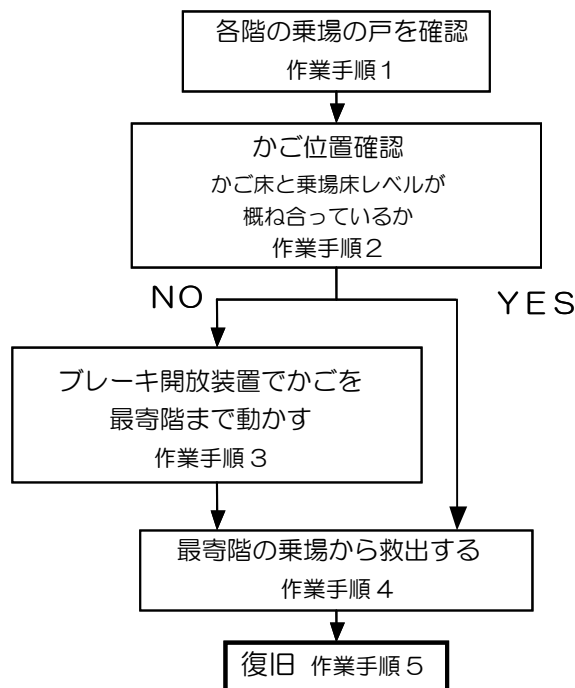 各階の乗場の戸を確認
作業手順1
かご位置確認
かご床と乗場床レベルが
概ね合っているか
作業手順2
NO
YES
ブレーキ開放装置でかごを
最寄階まで動かす
作業手順3
最寄階の乗場から救出する
作業手順4
復旧 作業手順5